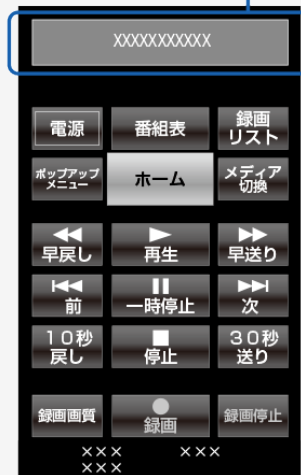 XXXXXXXXXXX
電源 番組表 録画
リスト
ポップアップ
メニュー ホーム メディア
切換
早戻し 再生 早送り
前 一時停止 次
10秒
戻し 停止 30秒
送り
録画画質 録画 録画停止
××× ×××
×××